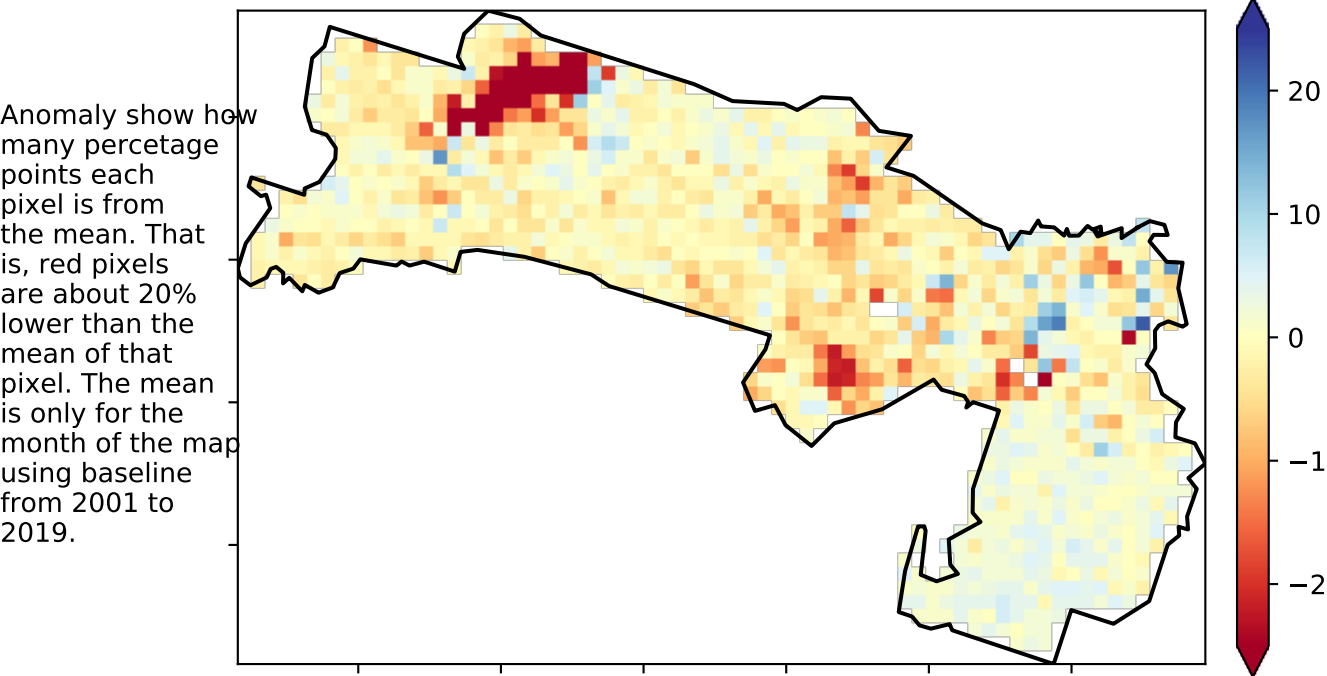 Anomaly show how
many percetage
points each
pixel is from
the mean. That
is, red pixels
are about 20%
lower than the
mean of that
pixel. The mean
is only for the
month of the map
using baseline
from 2001 to
2019.
20
10
0
−1
−2